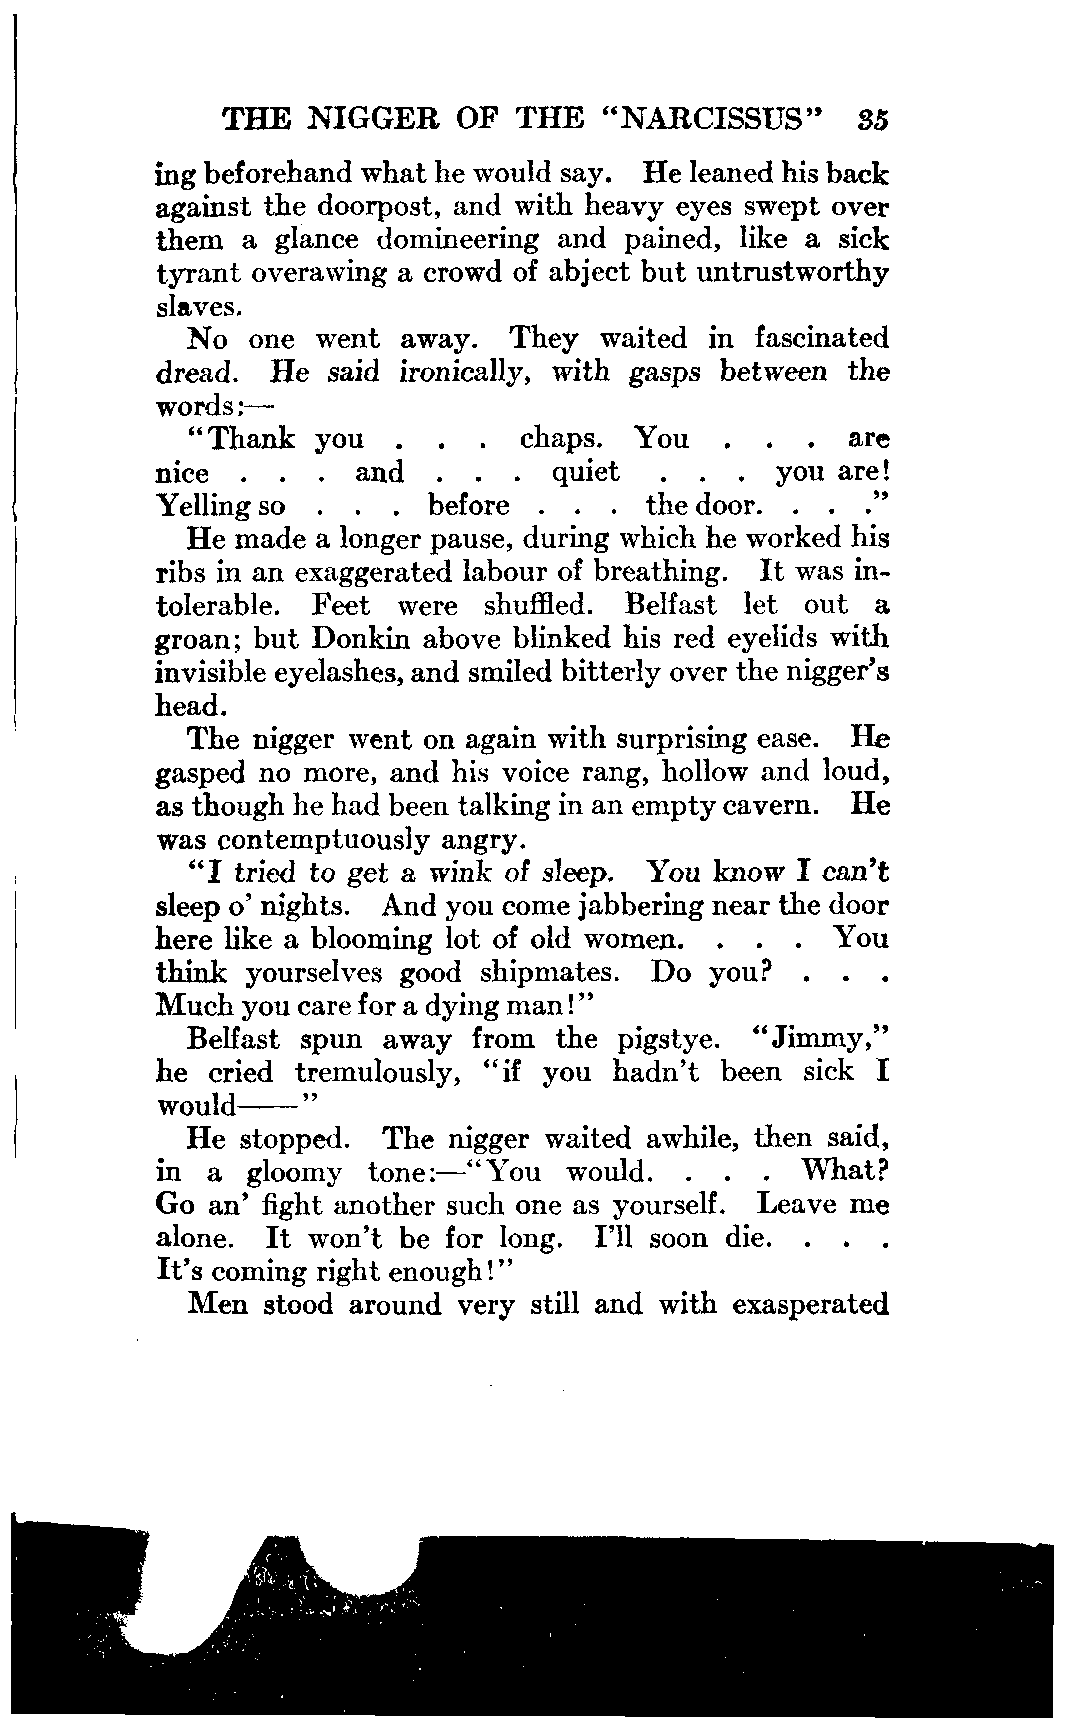 THE NIGGER OF THE “NARCISSUS” 35
ing beforehand what he would say. He leaned his back
against the doorpost, and with heavy eyes swept over
them a glance domineering and pained, like a sick
tyrant overawing a crowd of abject but untrustworthy
slaves.
No one went away. They waited in fascinated
dread. He said ironically, with gasps between the
words:—
“Thank you . . . chaps. You . . . are
nice . . . and . . . quiet . . . you are!
Yelling so . . . before . . . the door. . . .”
He made a longer pause, during which he worked his
ribs in an exaggerated labour of breathing. It was in-
tolerable. Feet were shuffled. Belfast let out a
groan; but Donkin above blinked his red eyelids with
invisible eyelashes, and smiled bitterly over the nigger’s
head.
The nigger went on again with surprising ease. He
gasped no more, and his voice rang, hollow and loud,
as though he had been talking in an empty cavern. He
was contemptuously angry.
“I tried to get a wink of sleep. You know I can’t
sleep o’ nights. And you come jabbering near the door
here like a blooming lot of old women. . . . You
think yourselves good shipmates. Do you? . . .
Much you care for a dying man!”
Belfast spun away from the pigstye. “Jimmy,”
he cried tremulously, “if you hadn’t been sick I
would——”
He stopped. The nigger waited awhile, then said,
in a gloomy tone:—“You would. . . . What?
Go an’ fight another such one as yourself. Leave me
alone. It won’t be for long. I’ll soon die. . . .
It’s coming right enough!”
Men stood around very still and with exasperated